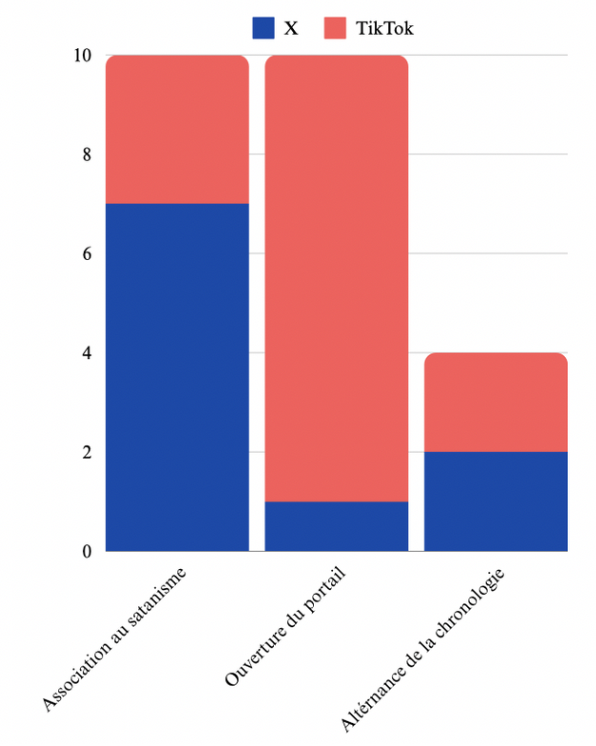 X TikTok
10
8
6
4
2
0
Association au satanisme
Ouverture du portail
Altérnance de la chronologie